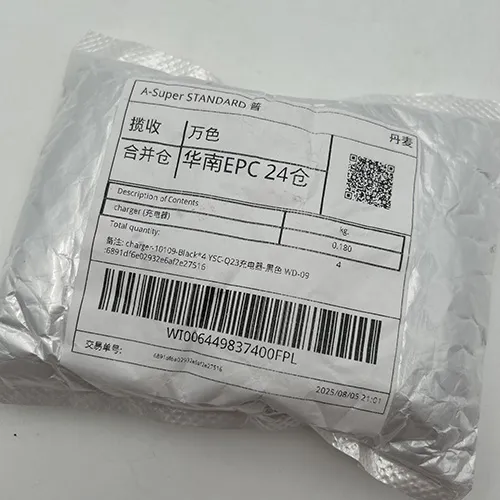 A-Super STANDARD 普
揽收 万色 丹麦
合并仓 华南EPC 24仓
Description of Contents kg.
charger (充电器) 0.180
Total quantity: 4
备注: charger-10109-Black*4 YSC-Q23充电器-黑色 WD-09
:6891df6e02932e6af2e27516
WI006449837400FPL
交易单号: 6891df6a02932e6af2e27516
2025/08/05 21:01